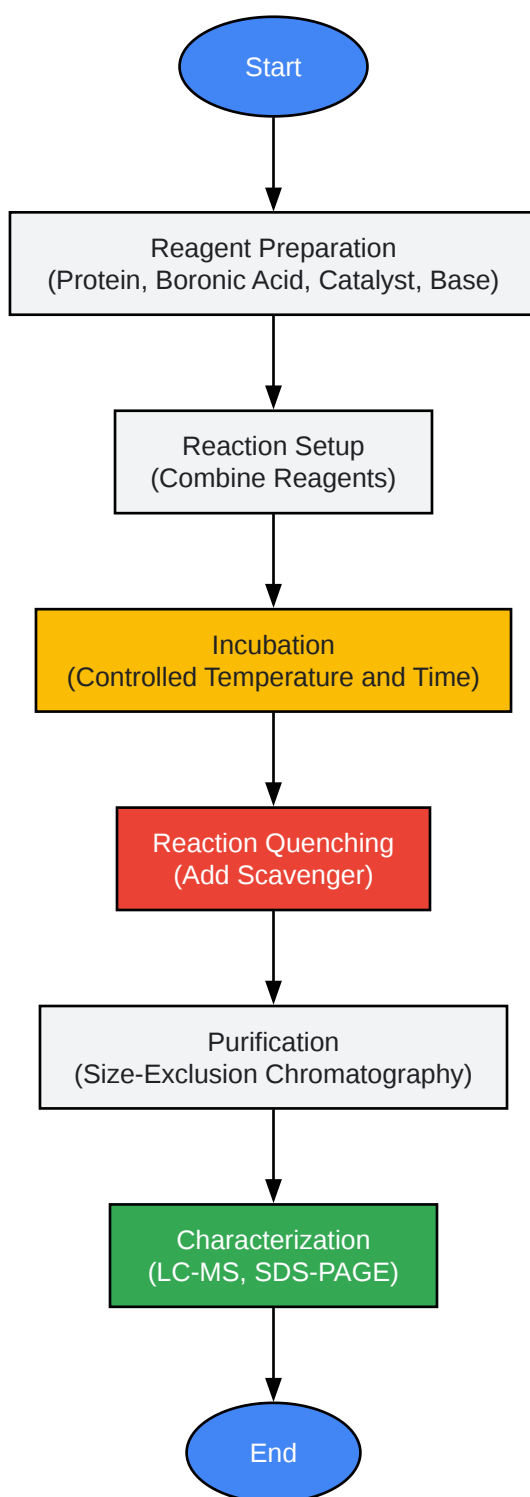 Start
Reagent Preparation
(Protein, Boronic Acid, Catalyst, Base)
Reaction Setup
(Combine Reagents)
Incubation
(Controlled Temperature and Time)
Reaction Quenching
(Add Scavenger)
Purification
(Size-Exclusion Chromatography)
Characterization
(LC-MS, SDS-PAGE)
End